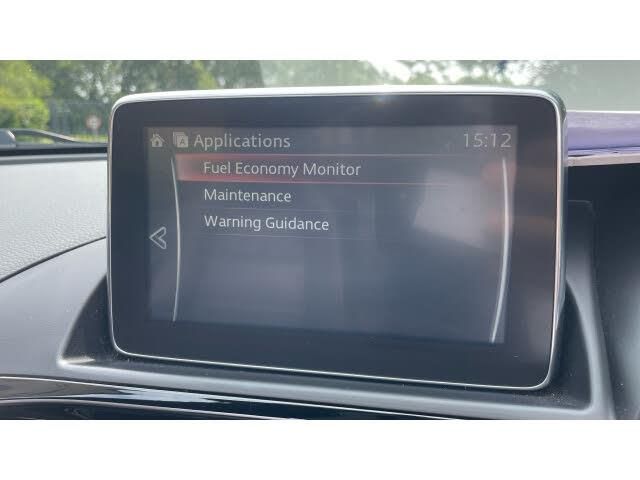 Applications 15:12
Fuel Economy Monitor
Maintenance
Warning Guidance